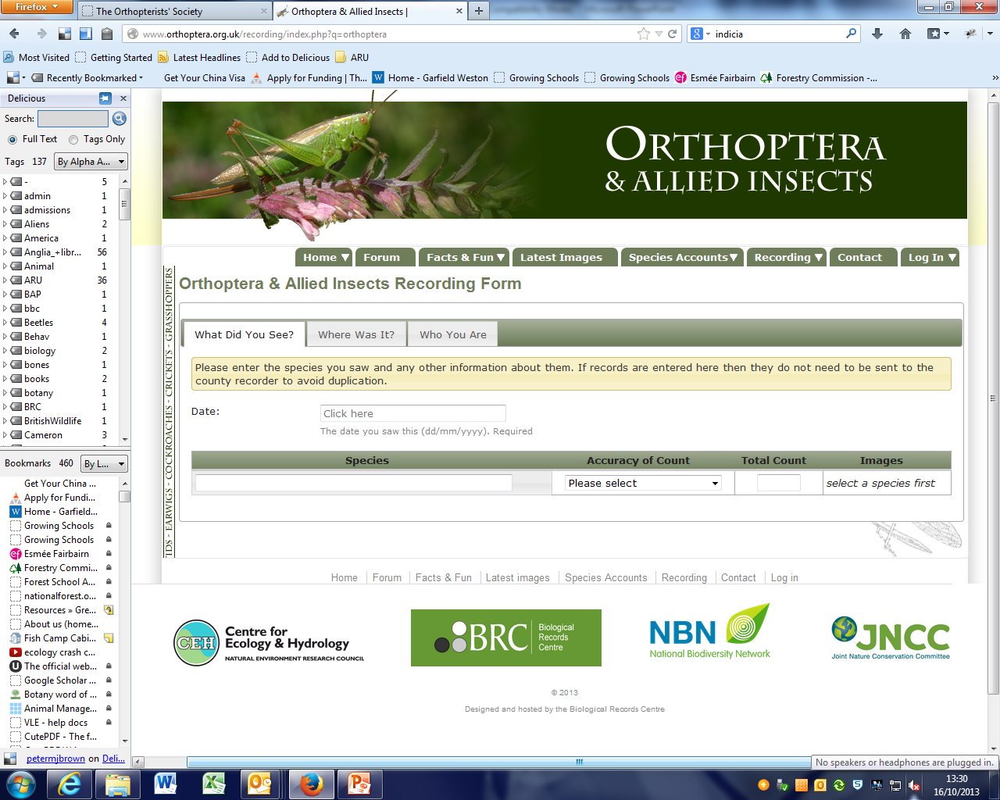 Firefox
The Orthopterists' Society
Orthoptera & Allied Insects |
www.orthoptera.org.uk/recording/index.php?q=orthoptera
indicia
Most Visited
Getting Started
Latest Headlines
Add to Delicious
ARU
Recently Bookmarked
Get Your China Visa
Apply for Funding | Th...
Home - Garfield Weston
Growing Schools
Growing Schools
Esmée Fairbairn
Forestry Commission -...
Delicious
Search:
Full Text
Tags Only
Tags 137
By Alpha A...
- 5
admin 1
admissions 1
Aliens 2
America 1
Anglia_+libr... 56
Animal 1
ARU 36
BAP 1
bbc 1
Beetles 4
Behav 1
biology 2
bones 1
books 2
botany 1
BRC 1
BritishWildlife 1
Cameron 3
Bookmarks 460
By L...
Get Your China ...
Apply for Fundi...
Home - Garfield...
Growing Schools
Growing Schools
Esmée Fairbairn
Forestry Commi...
Forest School A...
nationalforest.o...
Resources » Gre...
About us (home...
Fish Camp Cabi...
ecology crash c...
The official web...
Google Scholar ...
Botany word of ...
Animal Manage...
VLE - help docs
CutePDF - The f...
petermjbrown on Deli...
ORTHOPTERA
& ALLIED INSECTS
Home
Forum
Facts & Fun
Latest Images
Species Accounts
Recording
Contact
Log In
IDS - EARWIGS - COCKROACHES - CRICKETS - GRASSHOPPERS
Orthoptera & Allied Insects Recording Form
What Did You See?
Where Was It?
Who You Are
Please enter the species you saw and any other information about them. If records are entered here then they do not need to be sent to the
county recorder to avoid duplication.
Date:
Click here
The date you saw this (dd/mm/yyyy). Required
Species
Accuracy of Count
Total Count
Images
Please select
select a species first
Home
Forum
Facts & Fun
Latest images
Species Accounts
Recording
Contact
Log in
CEH
Centre for
Ecology & Hydrology
NATURAL ENVIRONMENT RESEARCH COUNCIL
BRC
Biological
Records
Centre
NBN
National Biodiversity Network
JNCC
Joint Nature Conservation Committee
© 2013
Designed and hosted by the Biological Records Centre
No speakers or headphones are plugged in.
13:30
16/10/2013